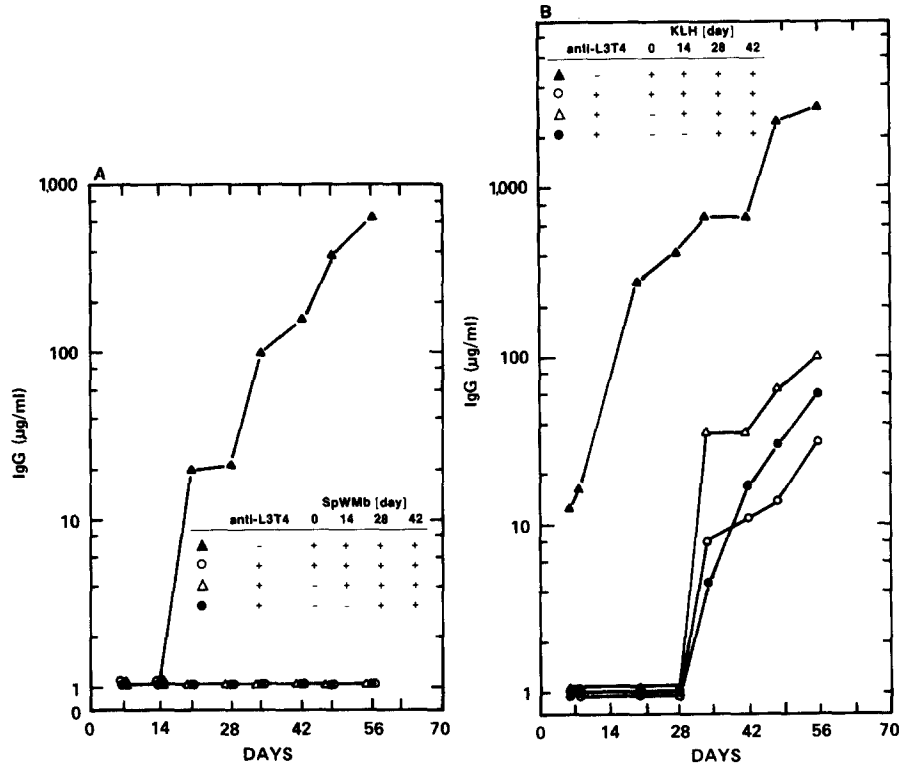 A
1,000
100
10
1
0
IgG (μg/ml)
0 14 28 42 56 70
DAYS
SpWMb [day]
anti-L3T4 0 14 28 42
▲ - + + + +
○ + + + + +
△ + - + + +
● + - - + +
B
1,000
100
10
1
IgG (μg/ml)
0 14 28 42 56 70
DAYS
KLH [day]
anti-L3T4 0 14 28 42
▲ - + + + +
○ + + + + +
△ + - + + +
● + - - + +